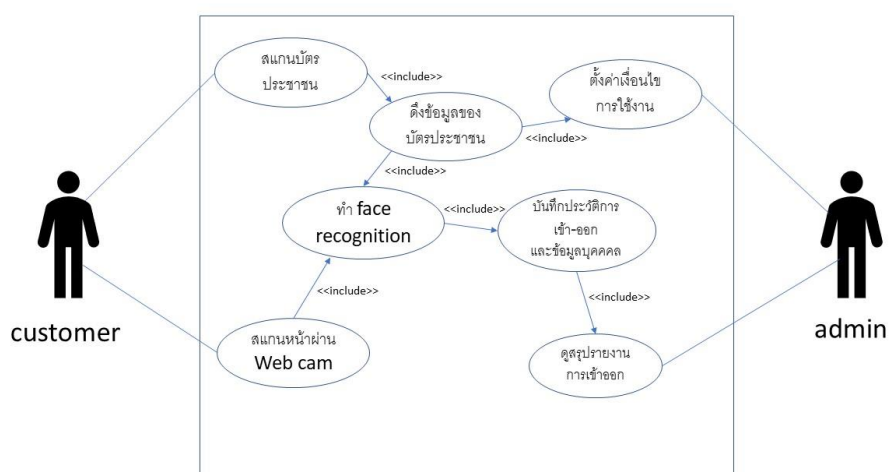 สแกนบัตร
ประชาชน
<<include>>
ตั้งค่าเงื่อนไข
การใช้งาน
ดึงข้อมูลของ
บัตรประชาชน
<<include>>
<<include>>
ทำ face
recognition
<<include>>
บันทึกประวัติการ
เข้า-ออก
และข้อมูลบุคคคล
<<include>>
<<include>>
customer
admin
สแกนหน้าผ่าน
Web cam
ดูสรุปรายงาน
การเข้าออก